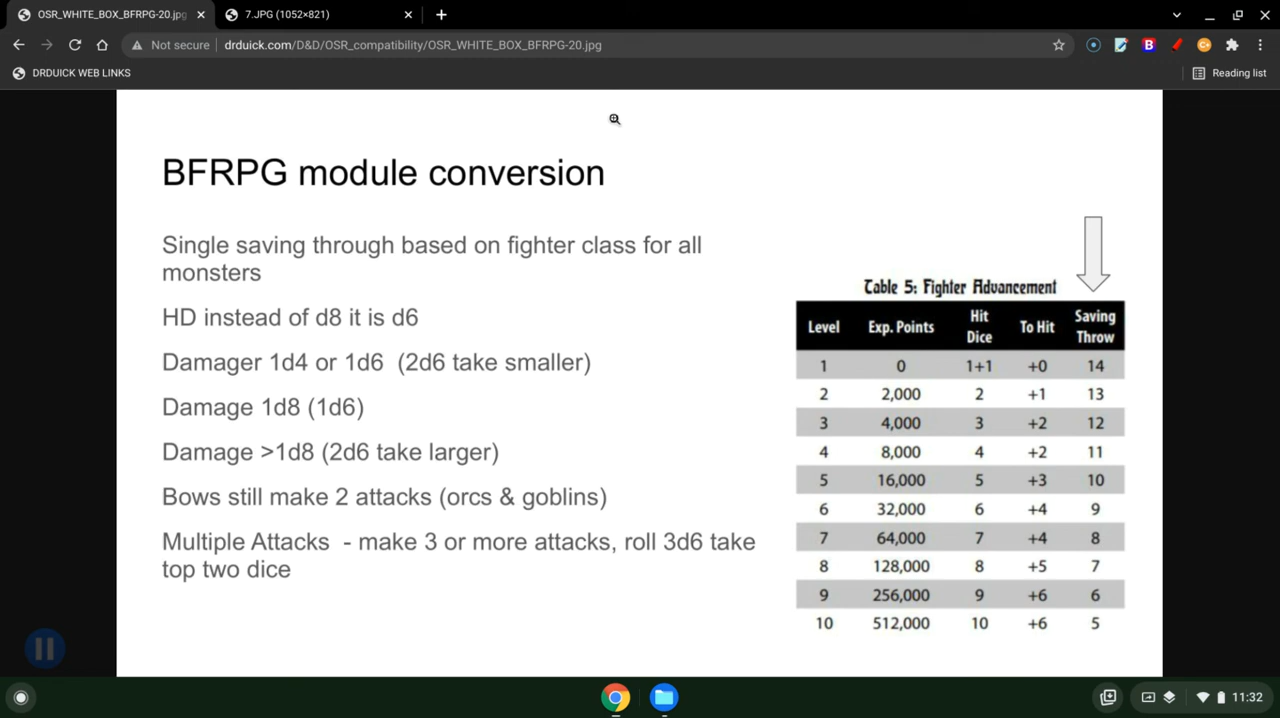 OSR_WHITE_BOX_BFRPG-20.jpg
7.JPG (1052×821)
Not secure
drduick.com/D&D/OSR_compatibility/OSR_WHITE_BOX_BFRPG-20.jpg
DRDUICK WEB LINKS
Reading list
BFRPG module conversion
Single saving through based on fighter class for all
monsters
HD instead of d8 it is d6
Damager 1d4 or 1d6 (2d6 take smaller)
Damage 1d8 (1d6)
Damage >1d8 (2d6 take larger)
Bows still make 2 attacks (orcs & goblins)
Multiple Attacks - make 3 or more attacks, roll 3d6 take
top two dice
Table 5: Fighter Advancement
Level Exp. Points Hit Dice To Hit Saving Throw
1 0 1+1 +0 14
2 2,000 2 +1 13
3 4,000 3 +2 12
4 8,000 4 +2 11
5 16,000 5 +3 10
6 32,000 6 +4 9
7 64,000 7 +4 8
8 128,000 8 +5 7
9 256,000 9 +6 6
10 512,000 10 +6 5
11:32